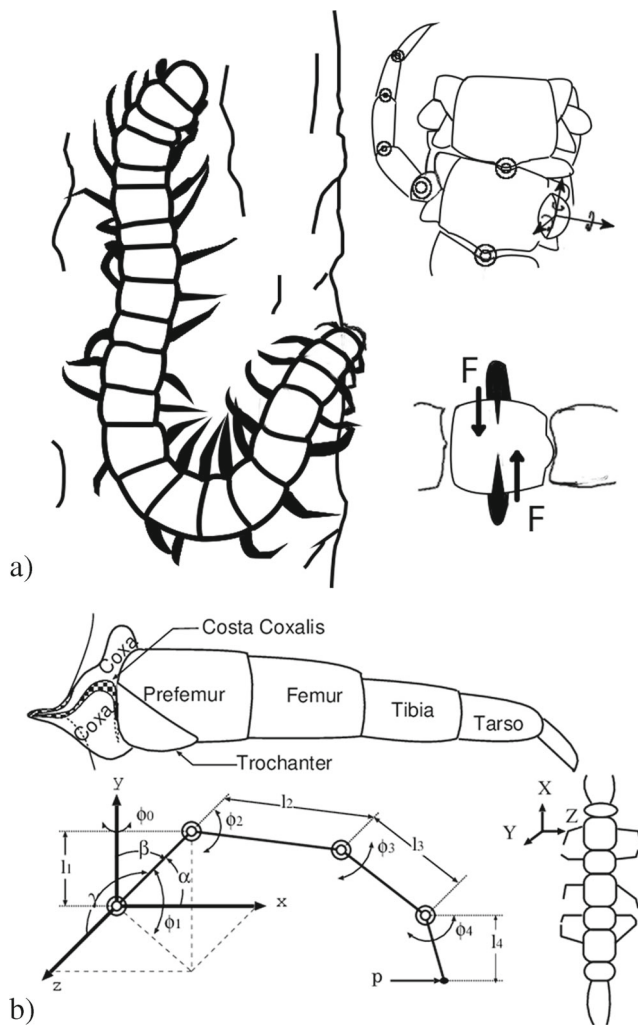 F
F
a)
Costa Coxalis
Coxa
Coxa
Prefemur
Femur
Tibia
Tarso
Trochanter
y
ϕ0
ϕ2
l2
l1
β
α
γ
ϕ1
ϕ3
l3
x
z
ϕ4
l4
p
X
Y
Z
b)